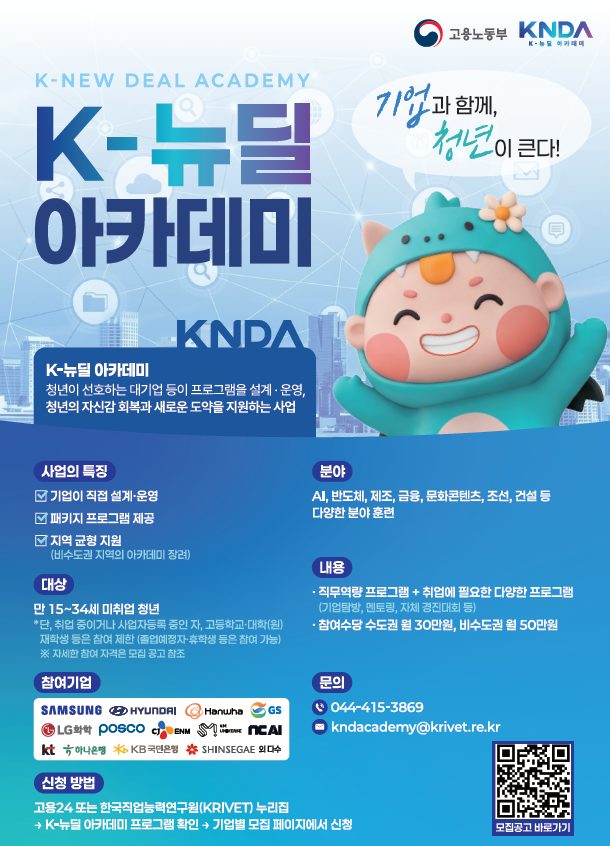 고용노동부
KNDA
K-뉴딜 아카데미
K-NEW DEAL ACADEMY
K-뉴딜
아카데미
기업과 함께,
청년이 큰다!
KNDA
K-뉴딜 아카데미
청년이 선호하는 대기업 등이 프로그램을 설계·운영,
청년의 자신감 회복과 새로운 도약을 지원하는 사업
사업의 특징
기업이 직접 설계·운영
패키지 프로그램 제공
지역 균형 지원
(비수도권 지역의 아카데미 장려)
대상
만 15~34세 미취업 청년
*단, 취업 중이거나 사업자등록 중인 자, 고등학교·대학(원)
재학생 등은 참여 제한 (졸업예정자·휴학생 등은 참여 가능)
※ 자세한 참여 자격은 모집 공고 참조
참여기업
SAMSUNG HYUNDAI Hanwha GS
LG화학 posco CJ ENM SM UNIVERSE NC AI
kt 하나은행 KB국민은행 SHINSEGAE 외 다수
신청 방법
고용24 또는 한국직업능력연구원(KRIVET) 누리집
→ K-뉴딜 아카데미 프로그램 확인 → 기업별 모집 페이지에서 신청
분야
AI, 반도체, 제조, 금융, 문화콘텐츠, 조선, 건설 등
다양한 분야 훈련
내용
· 직무역량 프로그램 + 취업에 필요한 다양한 프로그램
(기업탐방, 멘토링, 자체 경진대회 등)
· 참여수당 수도권 월 30만원, 비수도권 월 50만원
문의
044-415-3869
kndacademy@krivet.re.kr
모집공고 바로가기